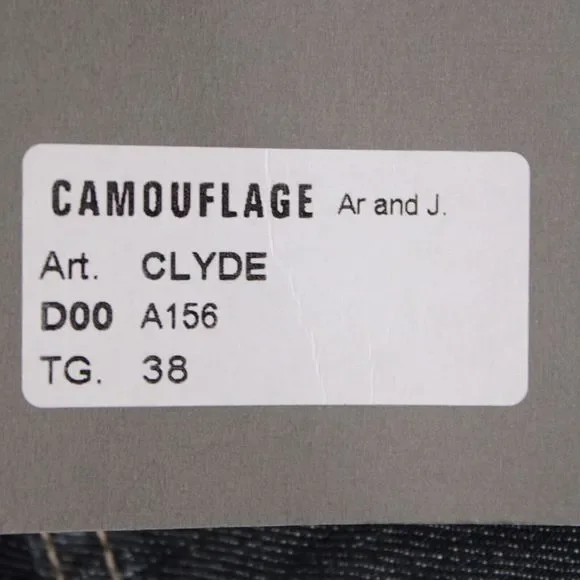 CAMOUFLAGE Ar and J.
Art. CLYDE
D00 A156
TG. 38